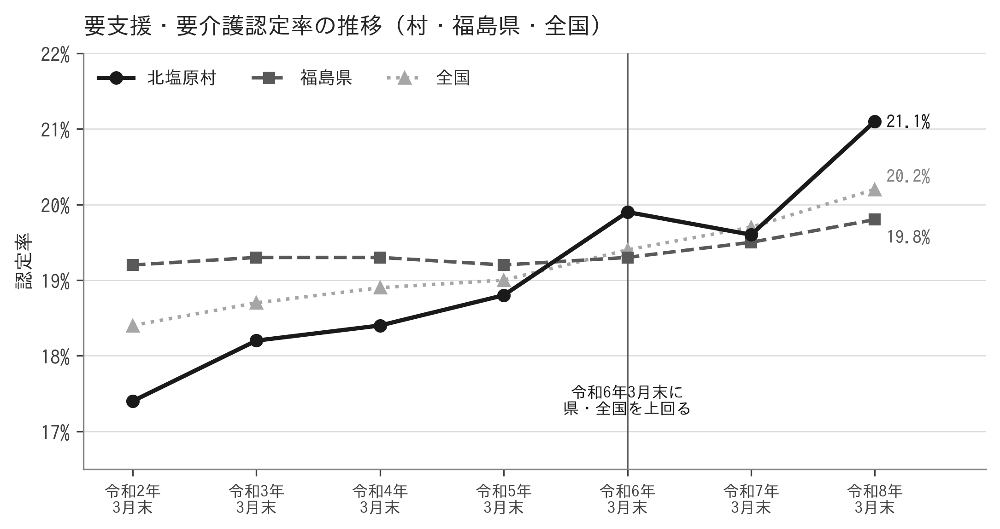 要支援・要介護認定率の推移（村・福島県・全国）
22%
21%
20%
19%
18%
17%
認定率
北塩原村
福島県
全国
21.1%
20.2%
19.8%
令和6年3月末に
県・全国を上回る
令和2年
3月末
令和3年
3月末
令和4年
3月末
令和5年
3月末
令和6年
3月末
令和7年
3月末
令和8年
3月末